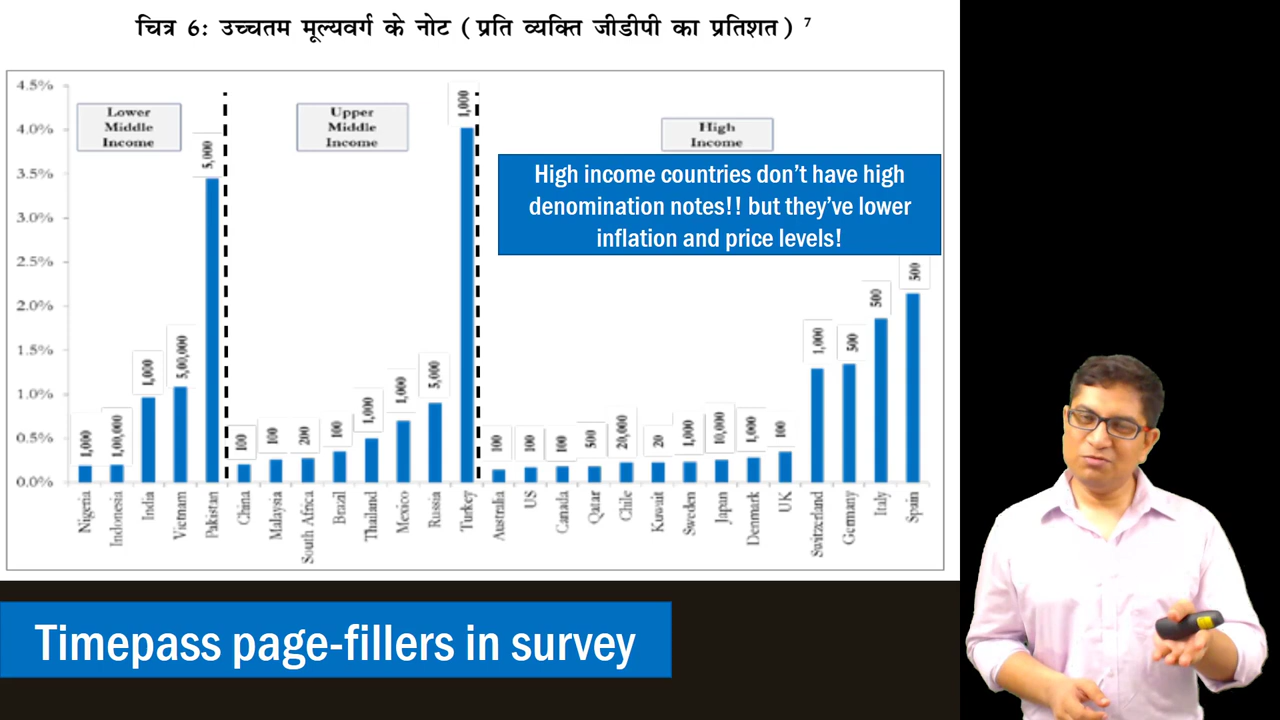 चित्र 6: उच्चतम मूल्यवर्ग के नोट (प्रति व्यक्ति जीडीपी का प्रतिशत) 7
4.5%
4.0%
3.5%
3.0%
2.5%
2.0%
1.5%
1.0%
0.5%
0.0%
Lower
Middle
Income
Upper
Middle
Income
High
Income
High income countries don't have high
denomination notes!! but they've lower
inflation and price levels!
1,000
1,00,000
1,000
5,00,000
5,000
100
100
200
100
1,000
1,000
5,000
1,000
100
100
100
500
20,000
20
1,000
10,000
1,000
100
1,000
500
500
500
Nigeria
Indonesia
India
Vietnam
Pakistan
China
Malaysia
South Africa
Brazil
Thailand
Mexico
Russia
Turkey
Australia
US
Canada
Qatar
Chile
Kuwait
Sweden
Japan
Denmark
UK
Switzerland
Germany
Italy
Spain
Timepass page-fillers in survey